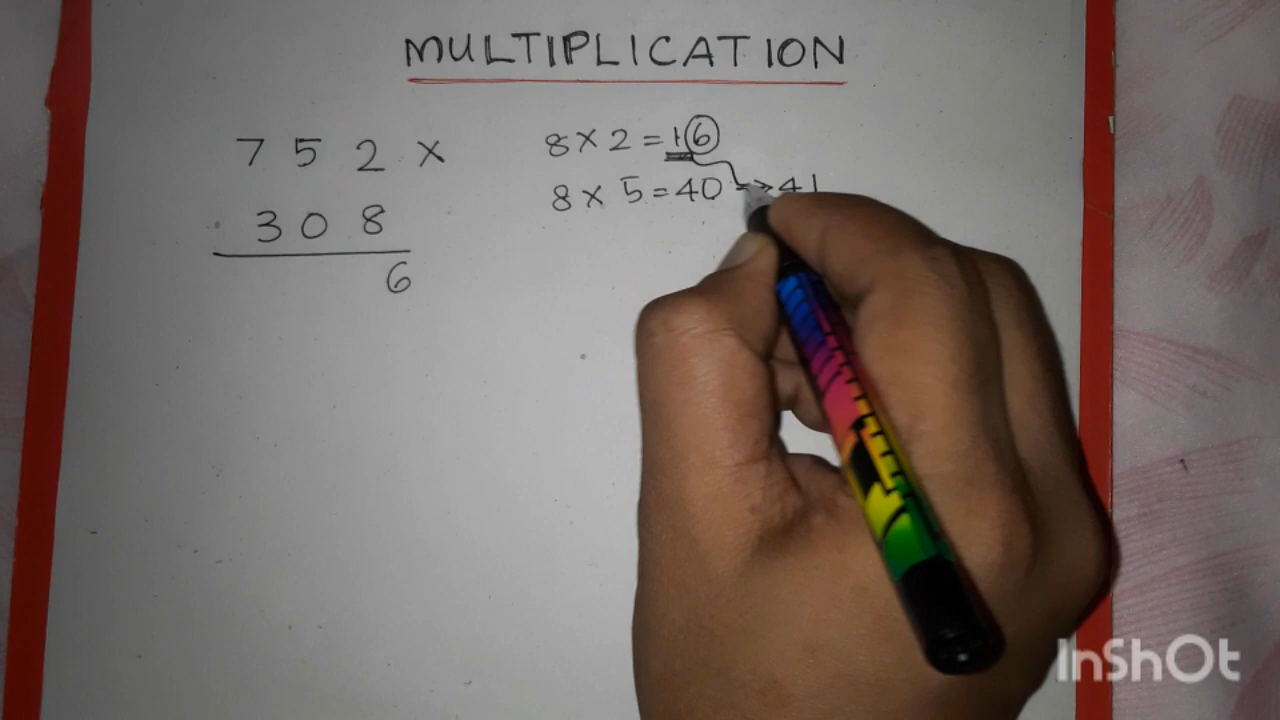 MULTIPLICATION
7 5 2 ×
3 0 8
6
8 × 2 = 16
8 × 5 = 40 => 41
InShOt